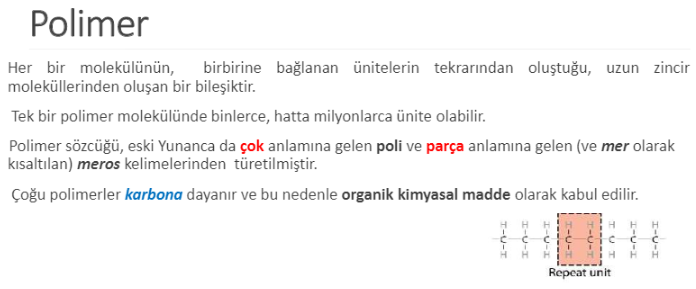 Polimer
Her bir molekülünün, birbirine bağlanan ünitelerin tekrarından oluştuğu, uzun zincir
moleküllerinden oluşan bir bileşiktir.
Tek bir polimer molekülünde binlerce, hatta milyonlarca ünite olabilir.
Polimer sözcüğü, eski Yunanca da çok anlamına gelen poli ve parça anlamına gelen (ve mer olarak
kısaltılan) meros kelimelerinden türetilmiştir.
Çoğu polimerler karbona dayanır ve bu nedenle organik kimyasal madde olarak kabul edilir.
H H H H H H H H
C C C C C C C C
H H H H H H H H
Repeat unit